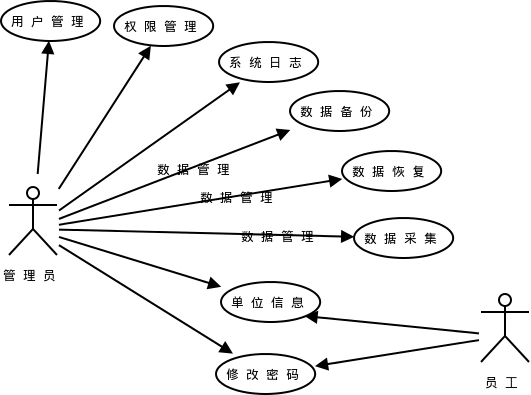 用户管理
权限管理
系统日志
数据备份
数据管理
数据恢复
数据管理
数据采集
数据管理
管理员
单位信息
修改密码
员工